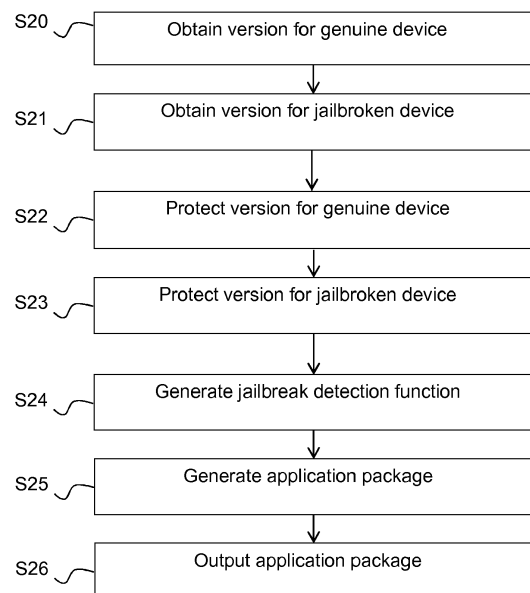 S20
Obtain version for genuine device
S21
Obtain version for jailbroken device
S22
Protect version for genuine device
S23
Protect version for jailbroken device
S24
Generate jailbreak detection function
S25
Generate application package
S26
Output application package